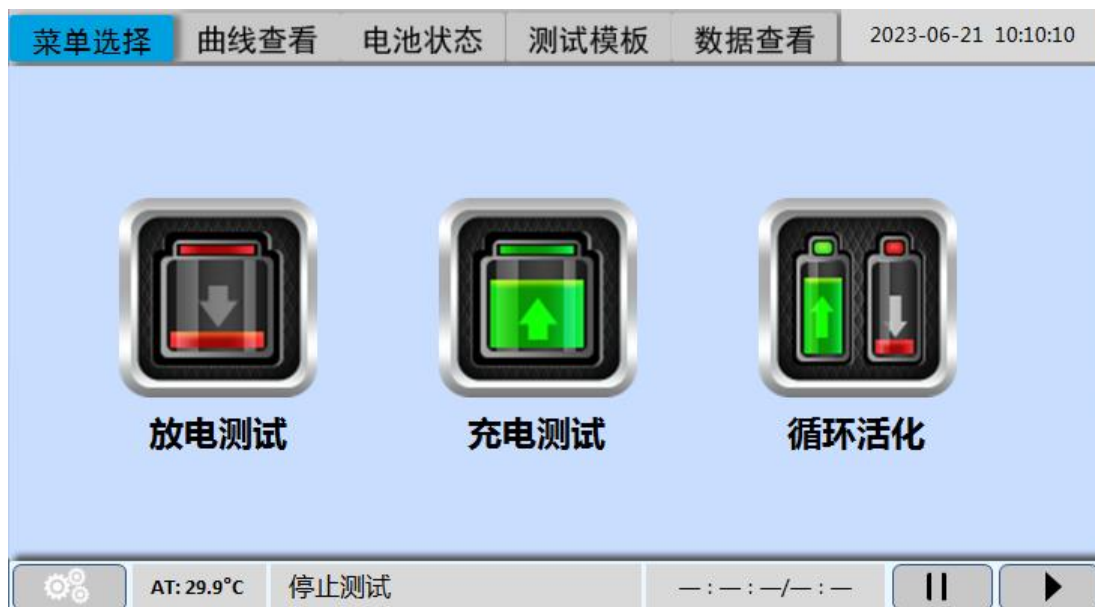 菜单选择 曲线查看 电池状态 测试模板 数据查看 2023-06-21 10:10:10
放电测试 充电测试 循环活化
AT: 29.9°C 停止测试 —:—:—/—:—